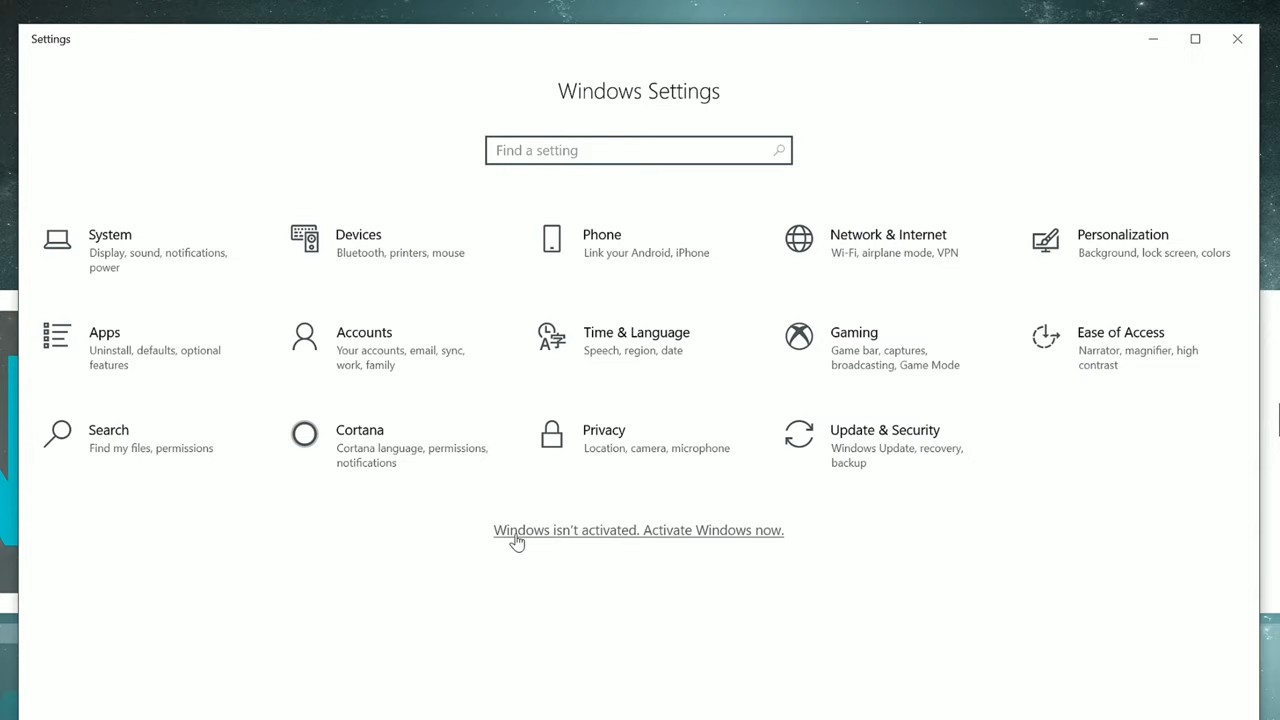 Settings
Windows Settings
Find a setting
System
Display, sound, notifications,
power
Devices
Bluetooth, printers, mouse
Phone
Link your Android, iPhone
Network & Internet
Wi-Fi, airplane mode, VPN
Personalization
Background, lock screen, colors
Apps
Uninstall, defaults, optional
features
Accounts
Your accounts, email, sync,
work, family
Time & Language
Speech, region, date
Gaming
Game bar, captures,
broadcasting, Game Mode
Ease of Access
Narrator, magnifier, high
contrast
Search
Find my files, permissions
Cortana
Cortana language, permissions,
notifications
Privacy
Location, camera, microphone
Update & Security
Windows Update, recovery,
backup
Windows isn't activated. Activate Windows now.